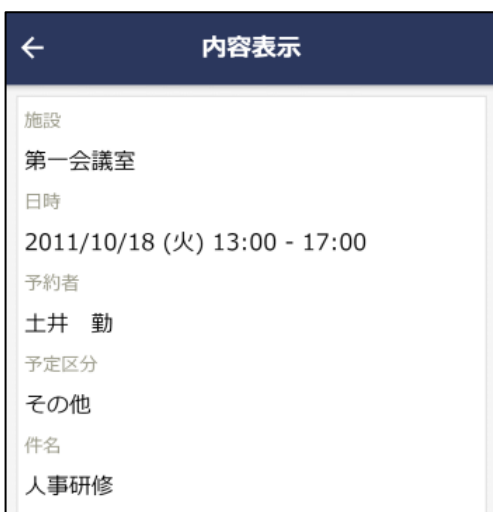 内容表示
施設
第一会議室
日時
2011/10/18 (火) 13:00 - 17:00
予約者
土井　勤
予定区分
その他
件名
人事研修